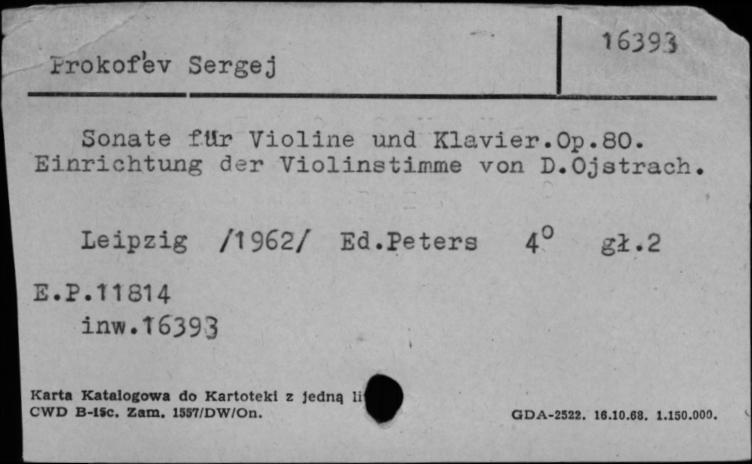 16393
Prokof'ev Sergej
Sonate für Violine und Klavier.Op.80.
Einrichtung der Violinstimme von D.Ojstrach.
Leipzig /1962/ Ed.Peters 4° gł.2
E.P.11814
inw.16393
Karta Katalogowa do Kartoteki z jedną
CWD B-Isc. Zam. 1557/DW/On.
GDA-2522. 16.10.68. 1.150.000.